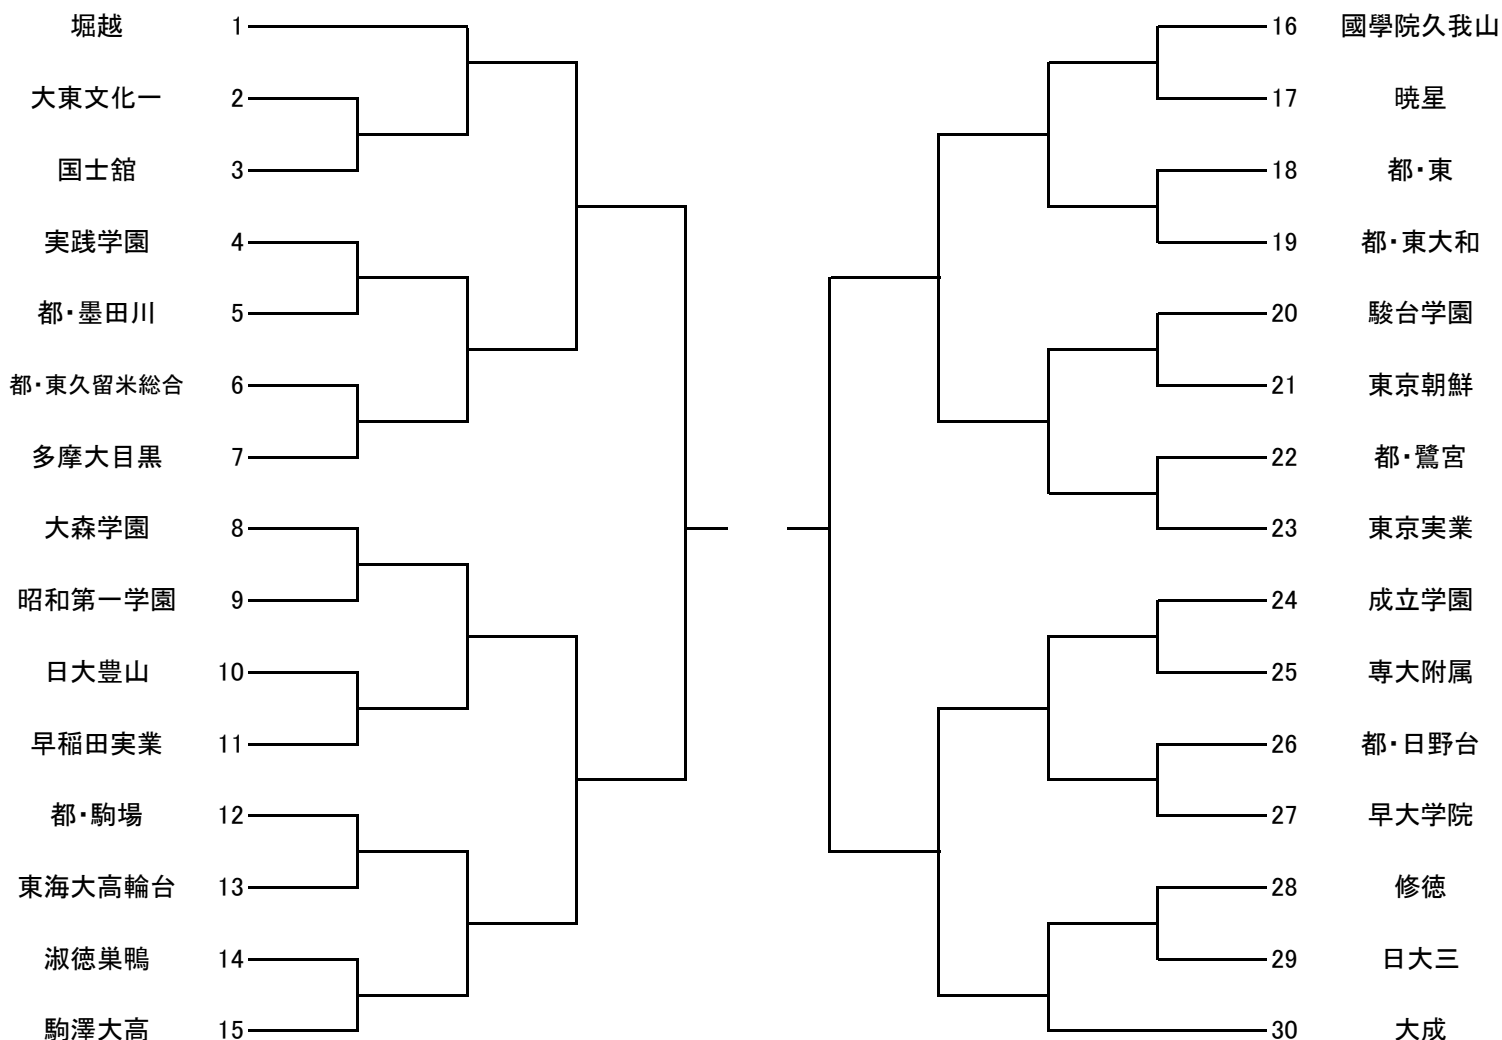 堀越 1
大東文化一 2
国士舘 3
実践学園 4
都・墨田川 5
都・東久留米総合 6
多摩大目黒 7
大森学園 8
昭和第一学園 9
日大豊山 10
早稲田実業 11
都・駒場 12
東海大高輪台 13
淑徳巣鴨 14
駒澤大高 15
16 國學院久我山
17 暁星
18 都・東
19 都・東大和
20 駿台学園
21 東京朝鮮
22 都・鷺宮
23 東京実業
24 成立学園
25 専大附属
26 都・日野台
27 早大学院
28 修徳
29 日大三
30 大成